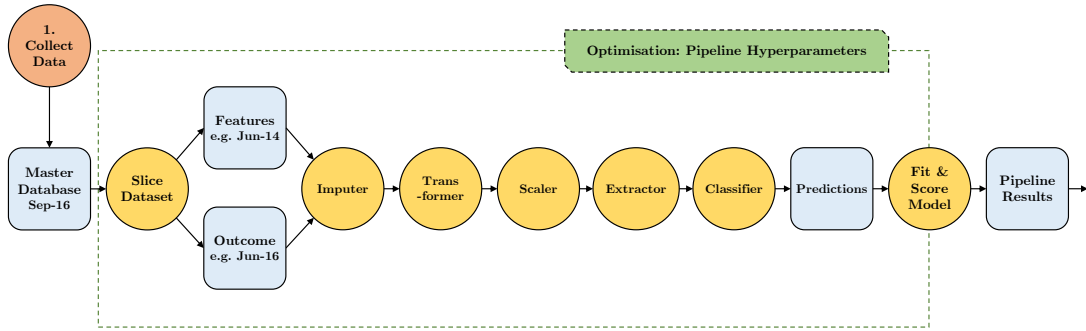 1.
Collect
Data
Optimisation: Pipeline Hyperparameters
Features
e.g. Jun-14
Master
Database
Sep-16
Slice
Dataset
Imputer
Trans
-former
Scaler
Extractor
Classifier
Predictions
Fit &
Score
Model
Pipeline
Results
Outcome
e.g. Jun-16